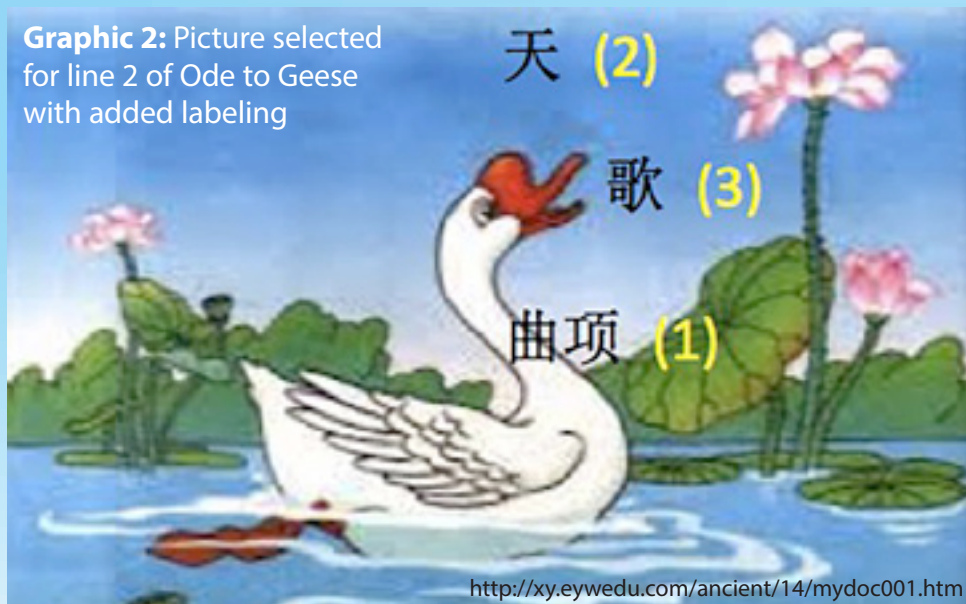 Graphic 2: Picture selected
for line 2 of Ode to Geese
with added labeling
天 (2)
歌 (3)
曲项 (1)
http://xy.eywedu.com/ancient/14/mydoc001.htm